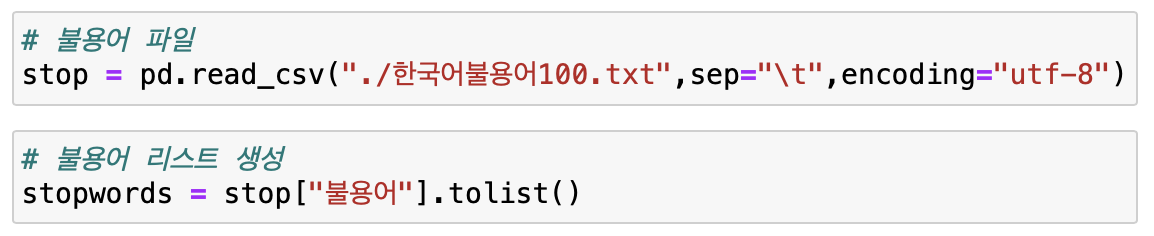 # 불용어 파일
stop = pd.read_csv("./한국어불용어100.txt",sep="\t",encoding="utf-8")
# 불용어 리스트 생성
stopwords = stop["불용어"].tolist()